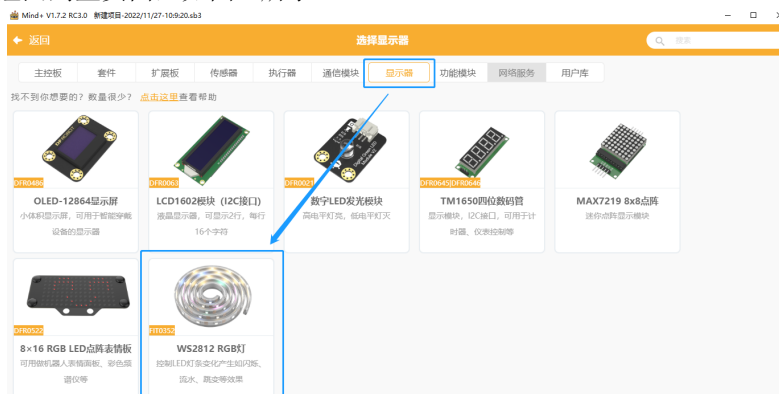 Mind+ V1.7.2 RC3.0 新建项目-2022/11/27-10:9:20.sb3
返回
选择显示器
搜索
主控板 套件 扩展板 传感器 执行器 通信模块 显示器 功能模块 网络服务 用户库
找不到你想要的？数量很少？ 点击这里查看帮助
DFR0486 DFR0063 DFR0021 DFR0645|DFR0646
OLED-12864显示屏
小体积显示屏，可用于智能穿戴
设备的显示器
LCD1602模块（I2C接口）
液晶显示器，可显示2行，每行
16个字符
数字LED发光模块
高电平灯亮，低电平灯灭
TM1650四位数码管
显示模块，I2C接口，可用于计
时器、仪表控制等
MAX7219 8x8点阵
迷你点阵显示模块
DFR0522
8×16 RGB LED点阵表情板
可用做机器人表情面板、彩色频
谱仪等
FIT0352
WS2812 RGB灯
控制LED灯条变化产生如闪烁、
流水、跳变等效果